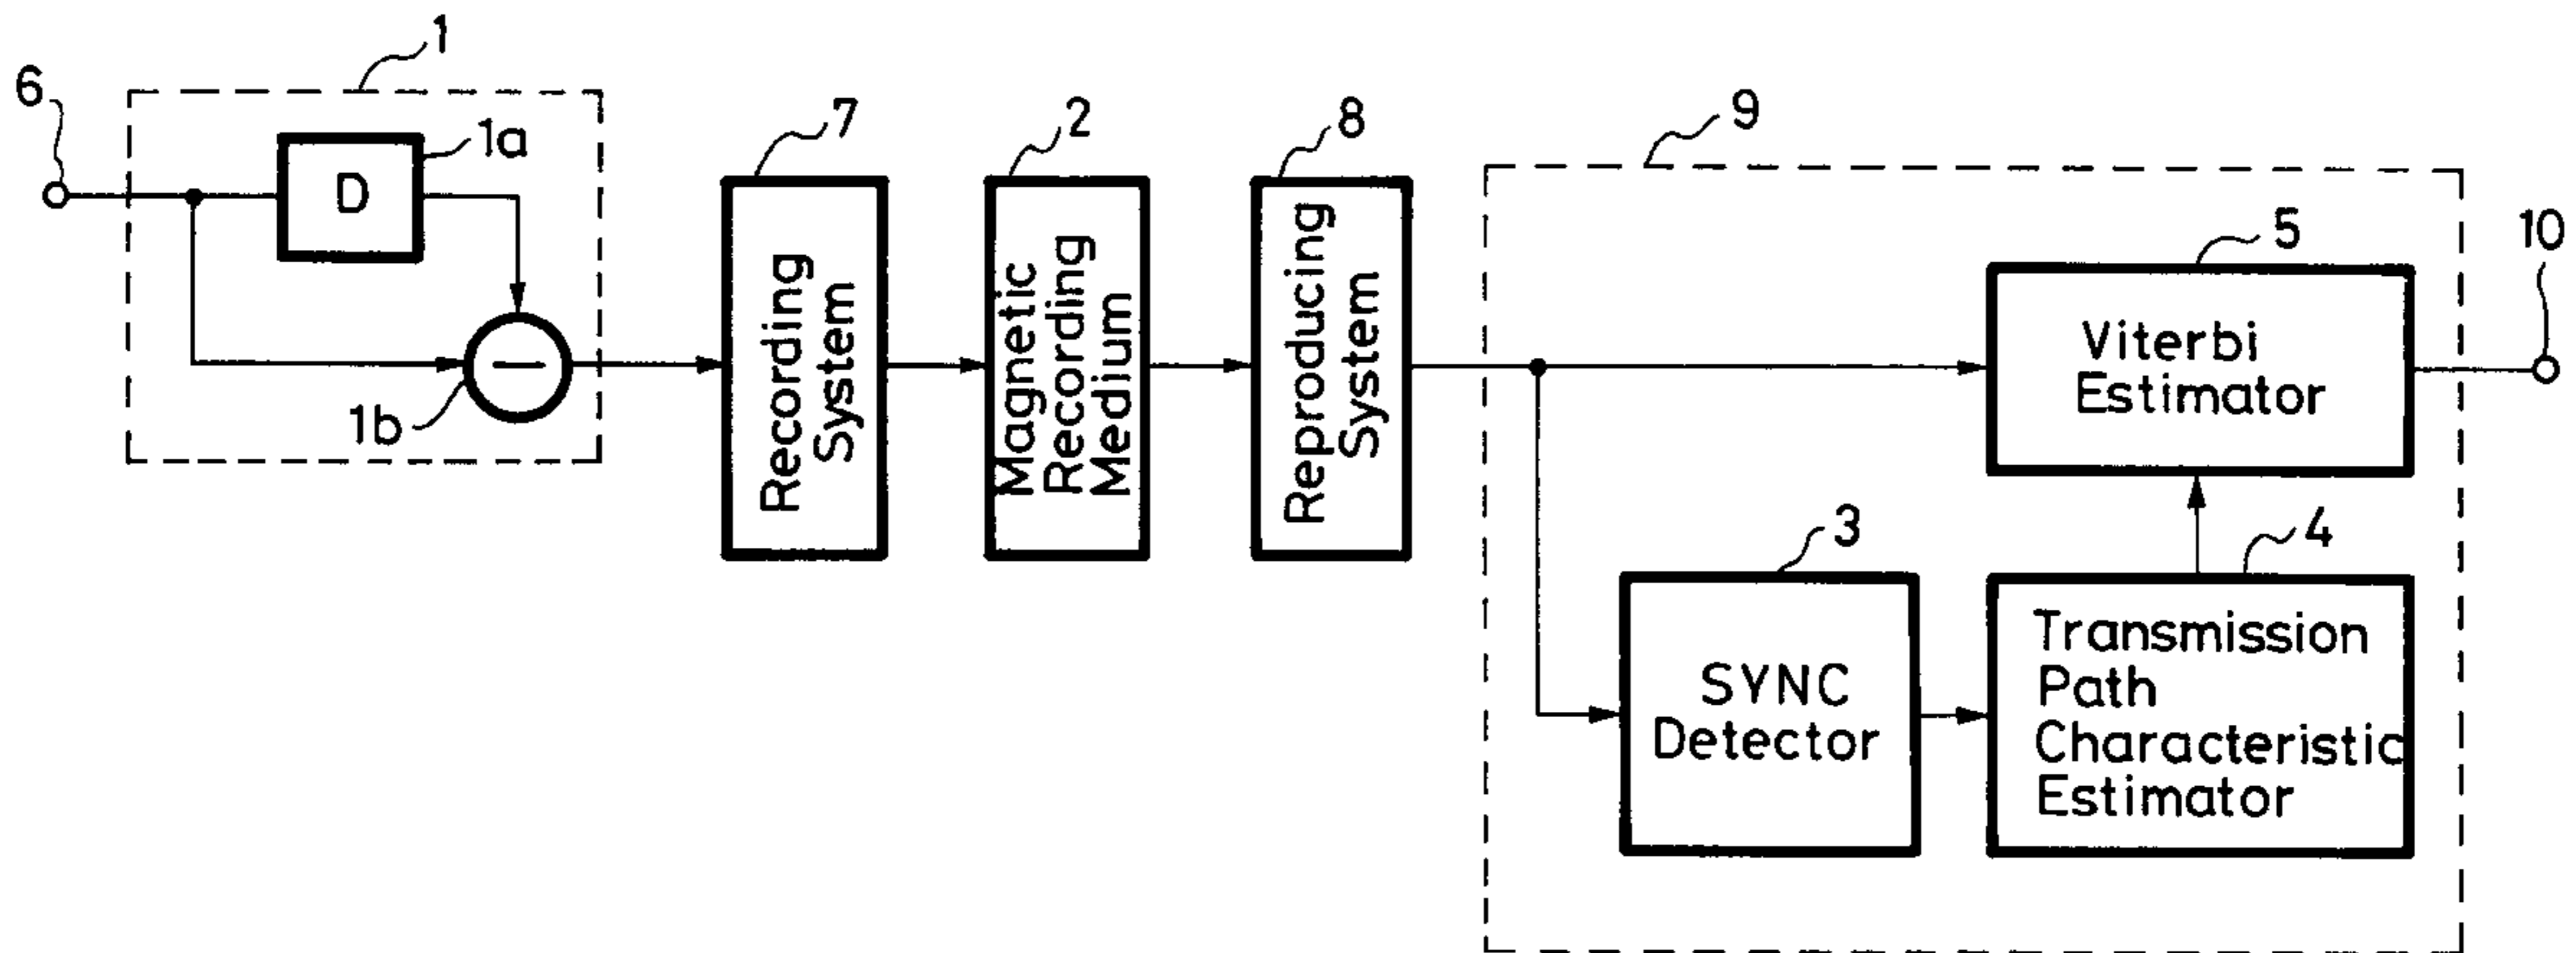 1
6
1a
D
1b
7
Recording
System
2
Magnetic
Recording
Medium
8
Reproducing
System
9
5
Viterbi
Estimator
10
3
SYNC
Detector
4
Transmission
Path
Characteristic
Estimator